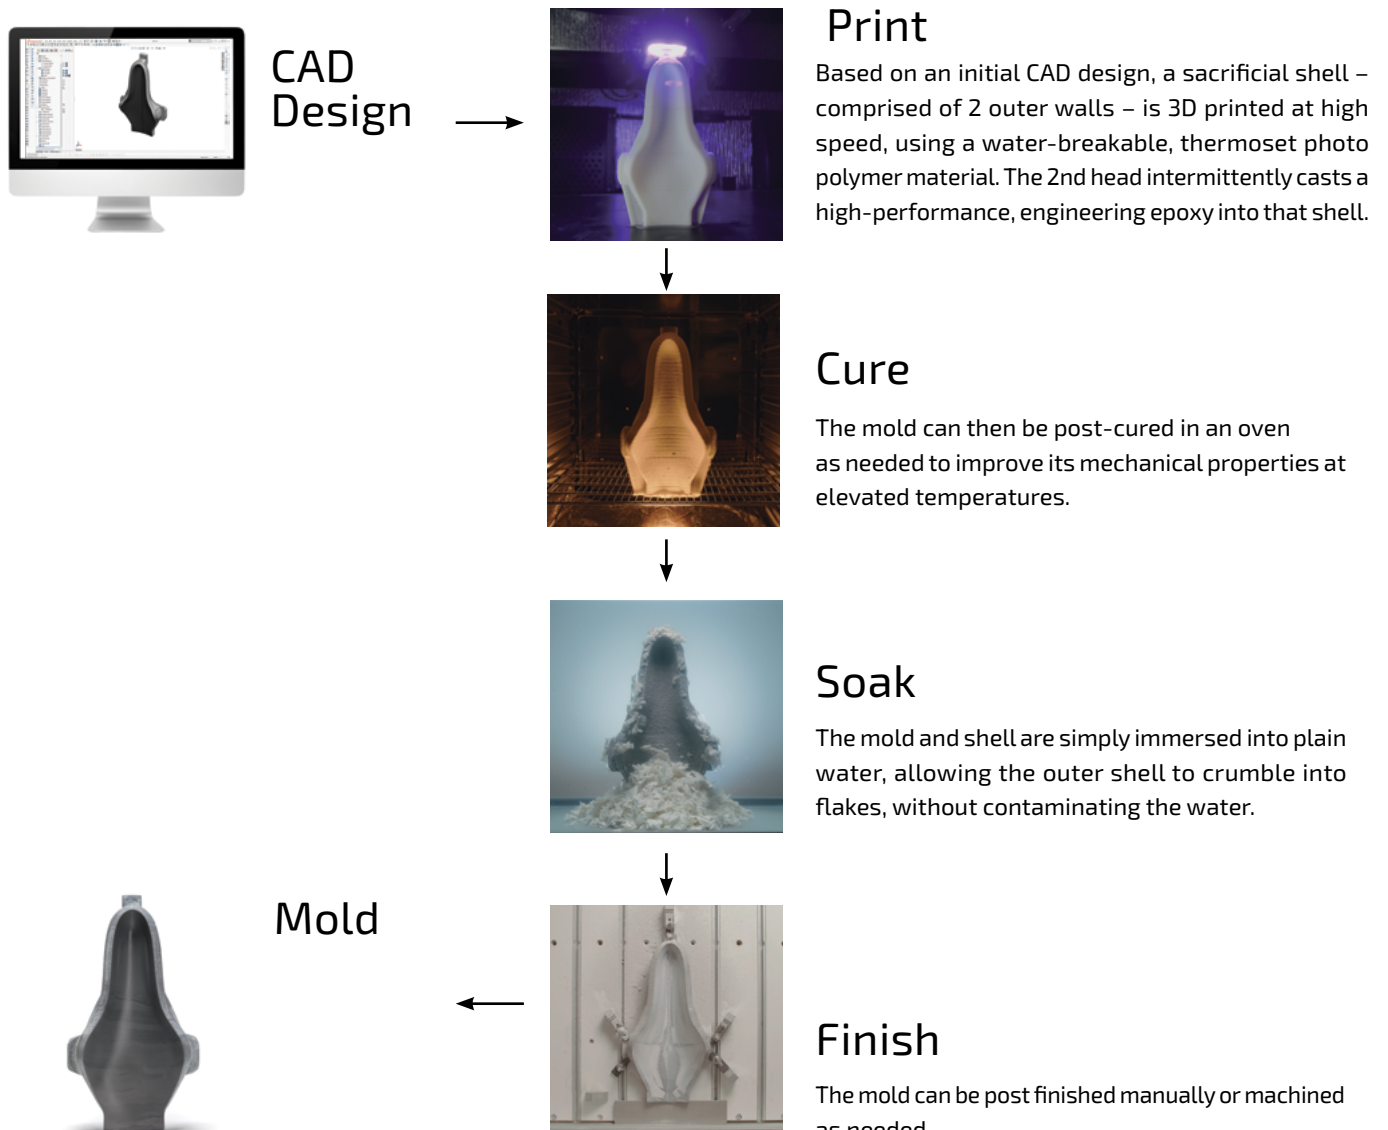 CAD
Design
Print
Based on an initial CAD design, a sacrificial shell –
comprised of 2 outer walls – is 3D printed at high
speed, using a water-breakable, thermoset photo
polymer material. The 2nd head intermittently casts a
high-performance, engineering epoxy into that shell.
Cure
The mold can then be post-cured in an oven
as needed to improve its mechanical properties at
elevated temperatures.
Soak
The mold and shell are simply immersed into plain
water, allowing the outer shell to crumble into
flakes, without contaminating the water.
Mold
Finish
The mold can be post finished manually or machined
as needed